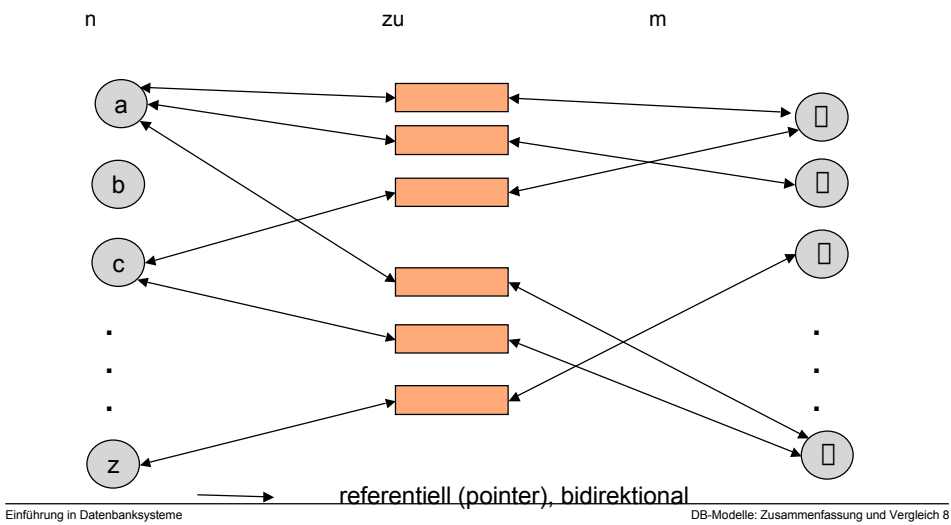 n zu m
a
b
c
.
.
.
.
.
.
z
referentiell (pointer), bidirektional
Einführung in Datenbanksysteme
DB-Modelle: Zusammenfassung und Vergleich 8